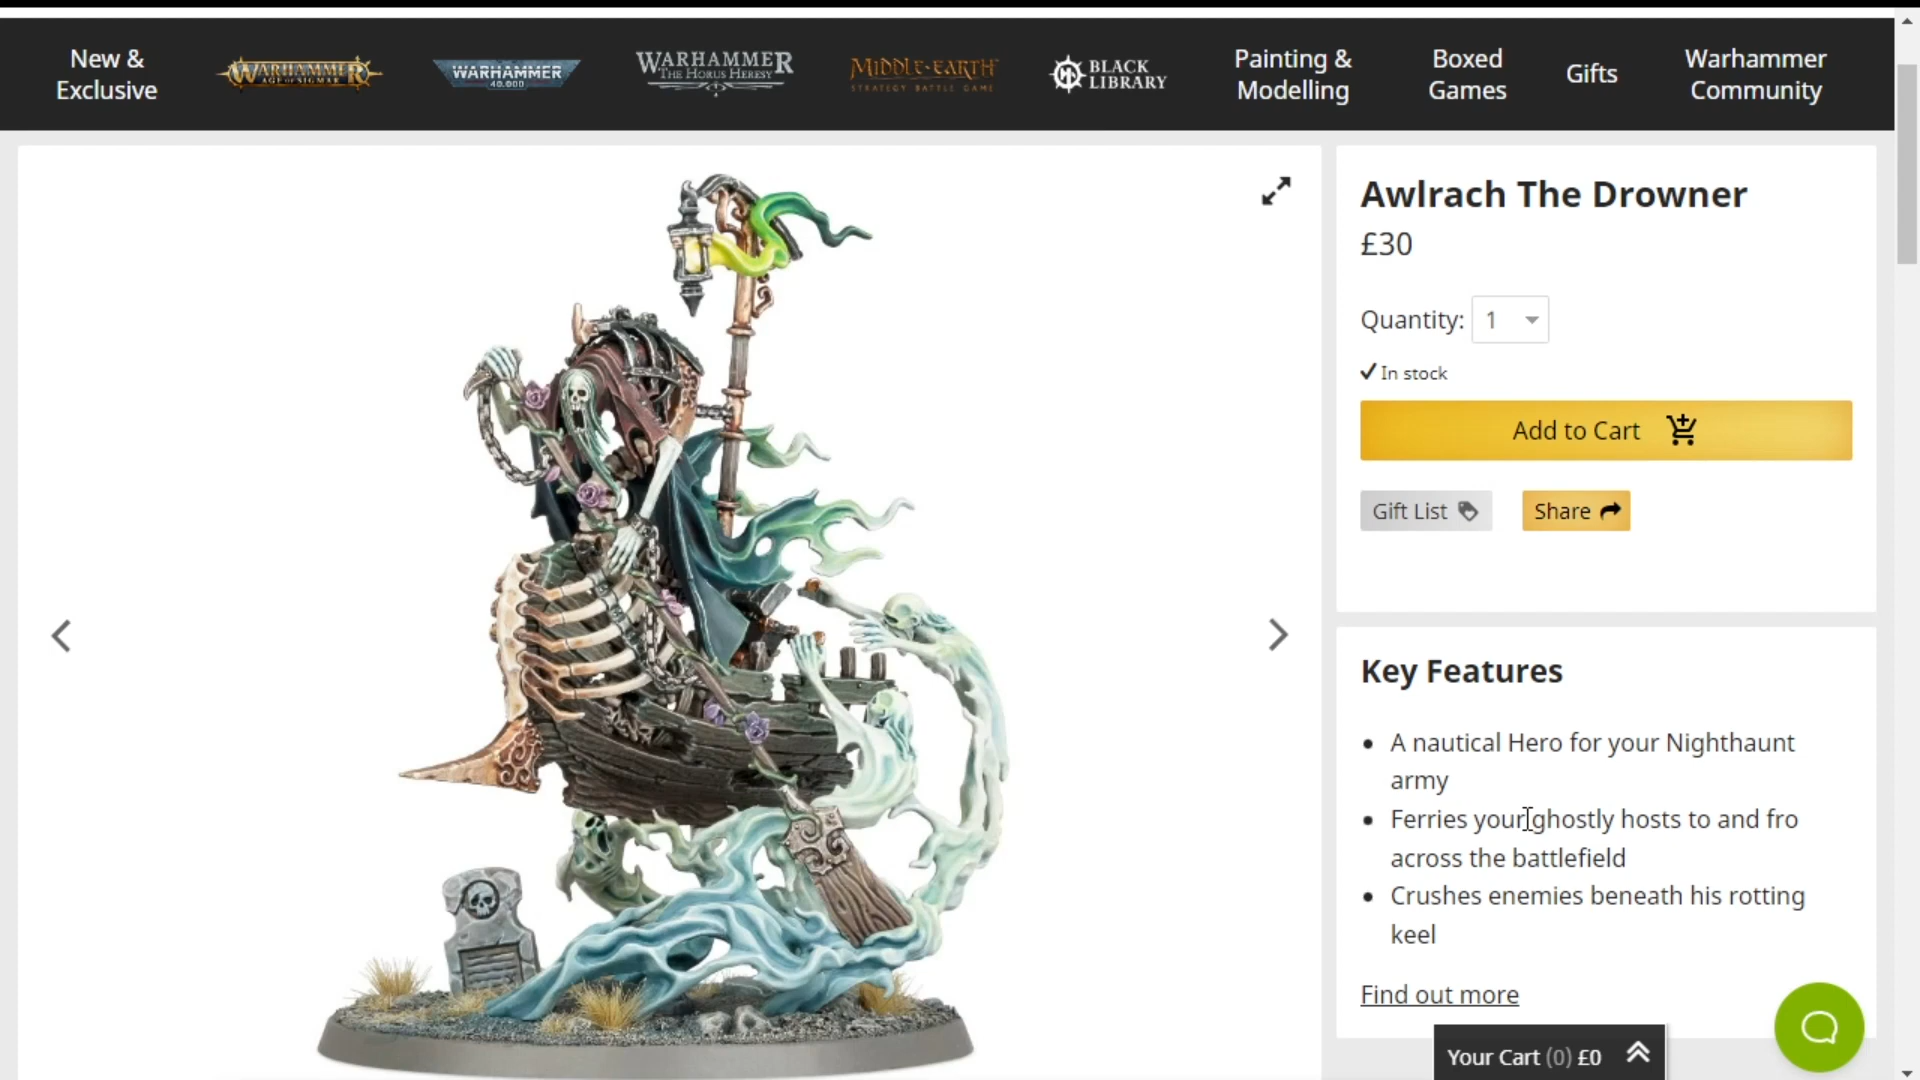 New &
Exclusive
WARHAMMER
AGE OF SIGMAR
WARHAMMER
40,000
WARHAMMER
THE HORUS HERESY
MIDDLE-EARTH
STRATEGY BATTLE GAME
BLACK
LIBRARY
Painting &
Modelling
Boxed
Games
Gifts
Warhammer
Community
Awlrach The Drowner
£30
Quantity: 1
In stock
Add to Cart
Gift List
Share
Key Features
• A nautical Hero for your Nighthaunt
army
• Ferries your ghostly hosts to and fro
across the battlefield
• Crushes enemies beneath his rotting
keel
Find out more
Your Cart (0) £0